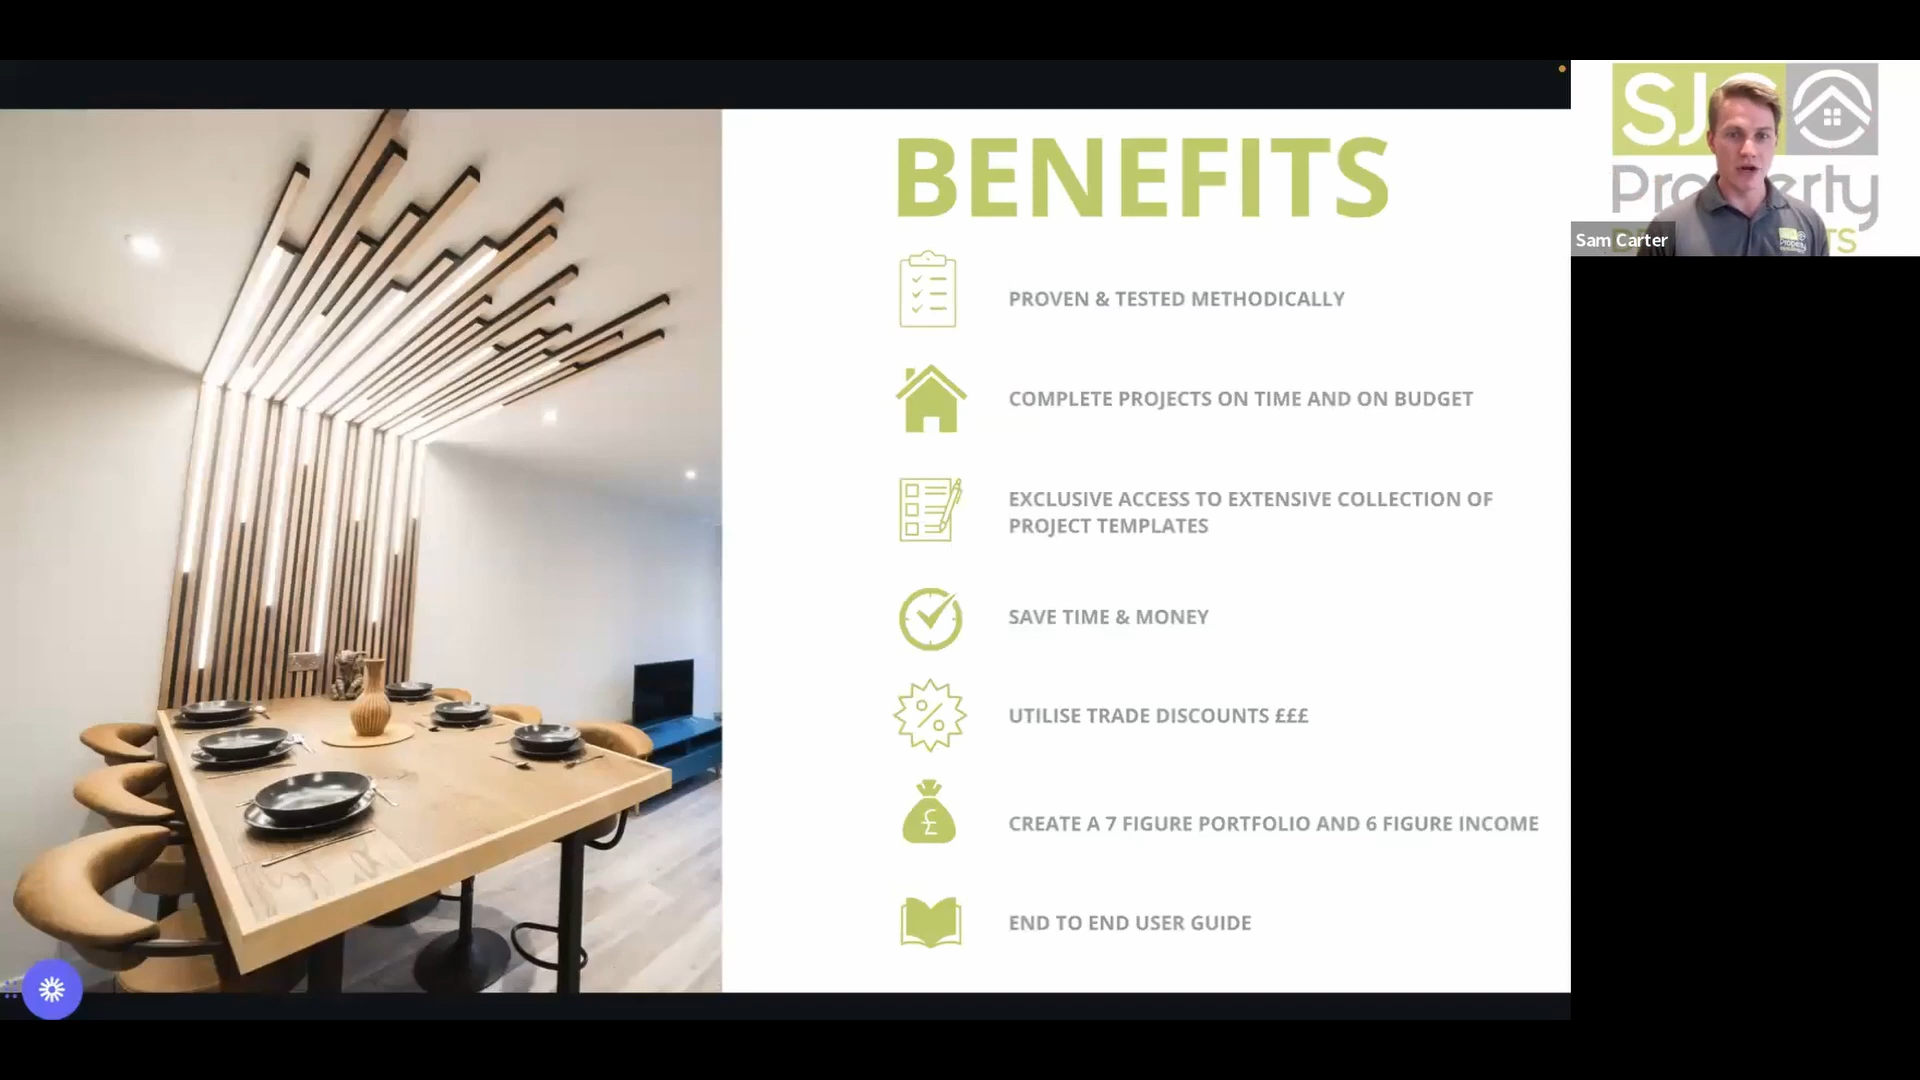 BENEFITS
PROVEN & TESTED METHODICALLY
COMPLETE PROJECTS ON TIME AND ON BUDGET
EXCLUSIVE ACCESS TO EXTENSIVE COLLECTION OF
PROJECT TEMPLATES
SAVE TIME & MONEY
UTILISE TRADE DISCOUNTS £££
CREATE A 7 FIGURE PORTFOLIO AND 6 FIGURE INCOME
END TO END USER GUIDE
Sam Carter
Property